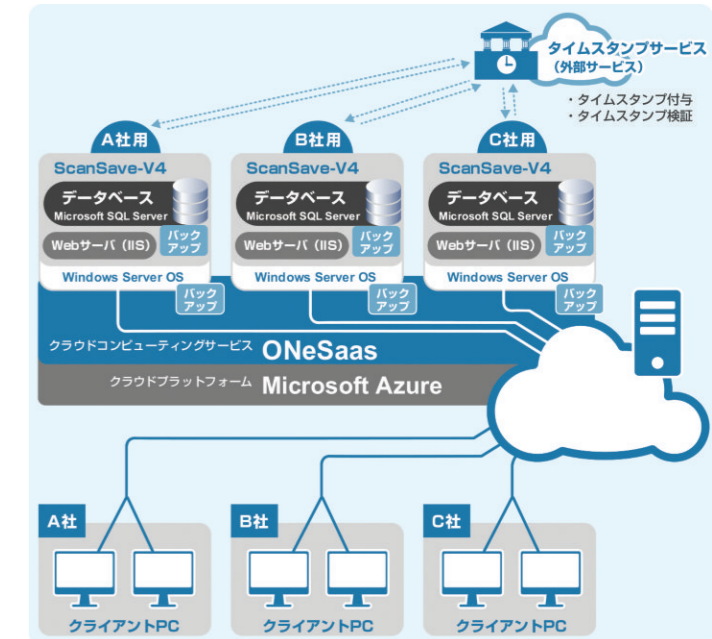 タイムスタンプサービス
（外部サービス）
・タイムスタンプ付与
・タイムスタンプ検証
A社用
B社用
C社用
ScanSave-V4
データベース
Microsoft SQL Server
Webサーバ（IIS）
バック
アップ
Windows Server OS
バック
アップ
ScanSave-V4
データベース
Microsoft SQL Server
Webサーバ（IIS）
バック
アップ
Windows Server OS
バック
アップ
ScanSave-V4
データベース
Microsoft SQL Server
Webサーバ（IIS）
バック
アップ
Windows Server OS
バック
アップ
クラウドコンピューティングサービス ONeSaas
クラウドプラットフォーム Microsoft Azure
A社
クライアントPC
B社
クライアントPC
C社
クライアントPC